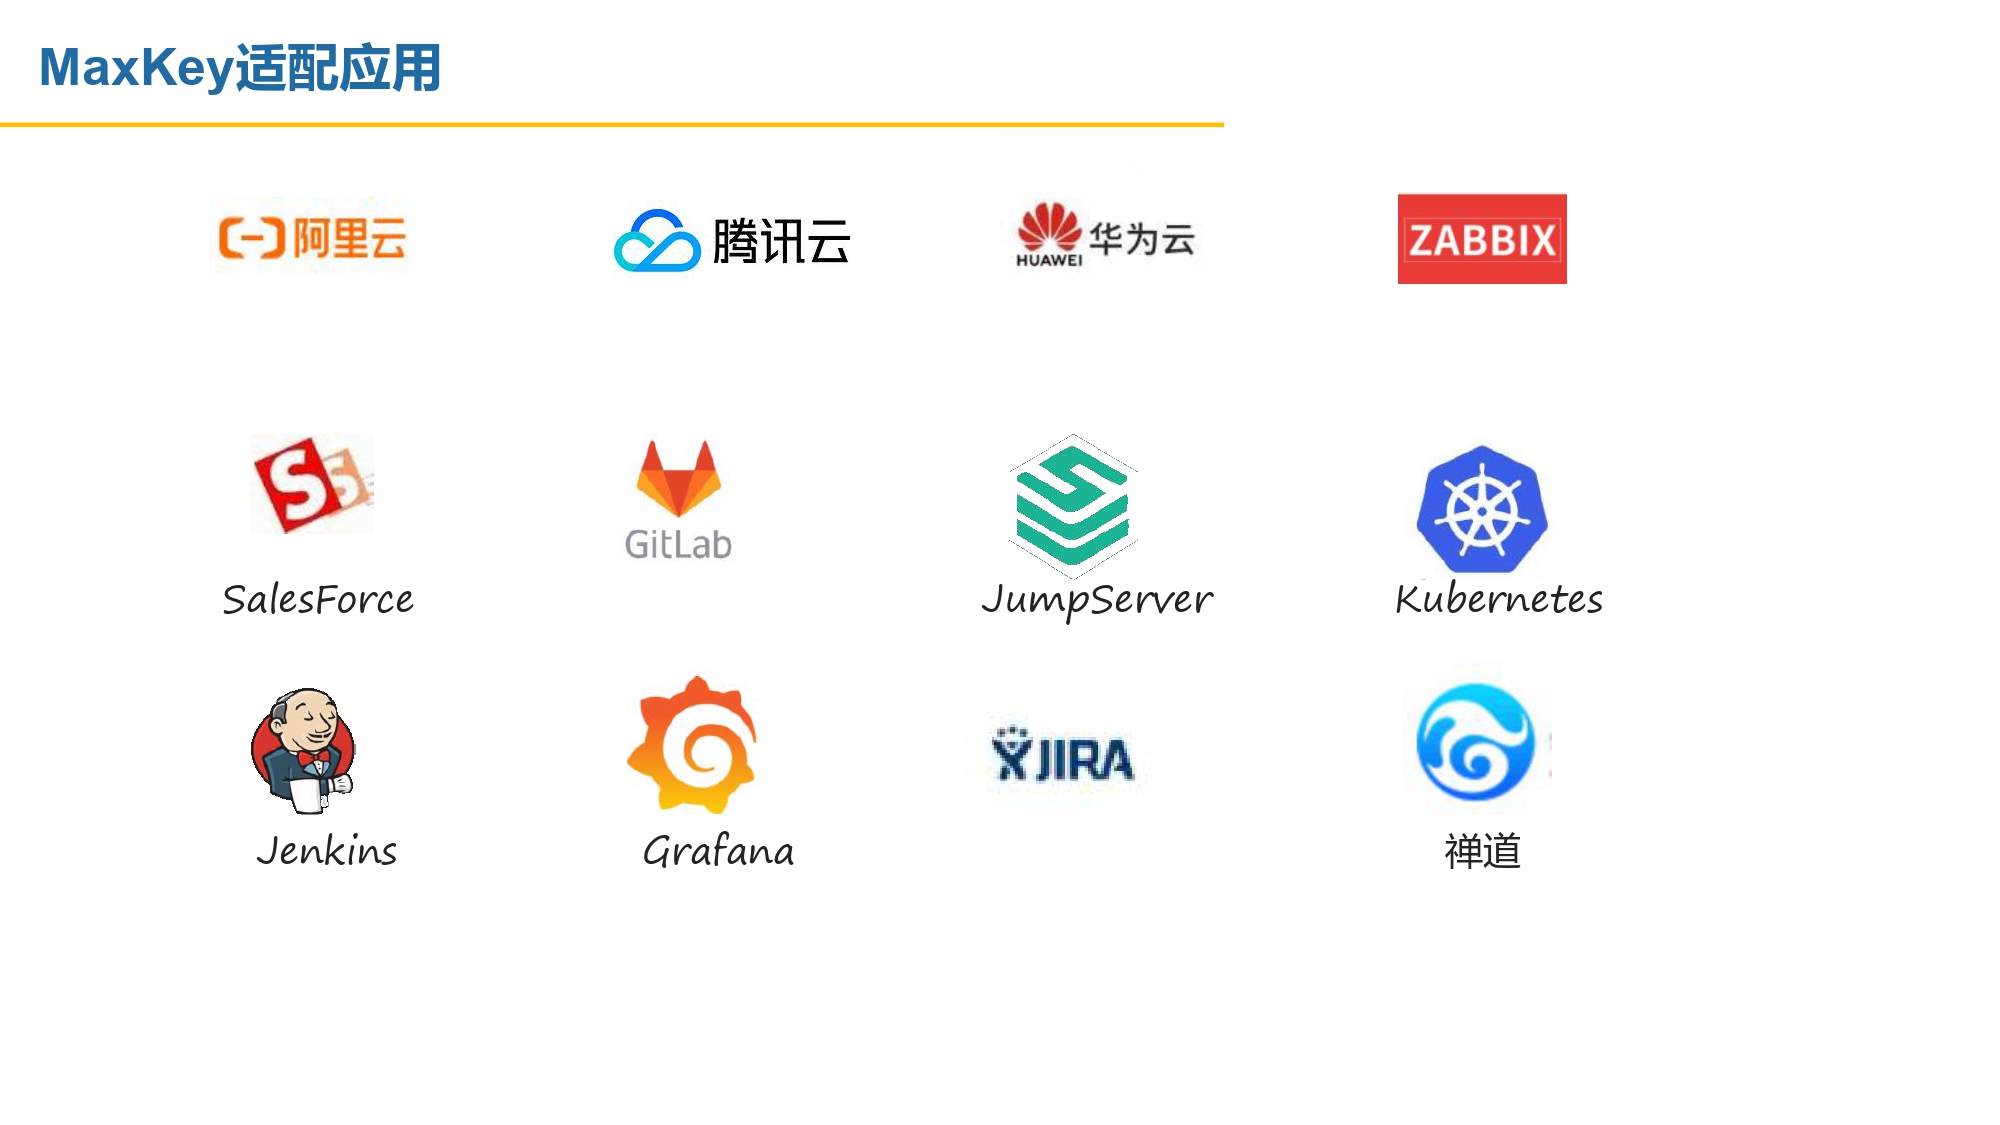 MaxKey适配应用
阿里云
腾讯云
HUAWEI 华为云
ZABBIX
S S
GitLab
SalesForce
JumpServer
Kubernetes
JIRA
Jenkins
Grafana
禅道